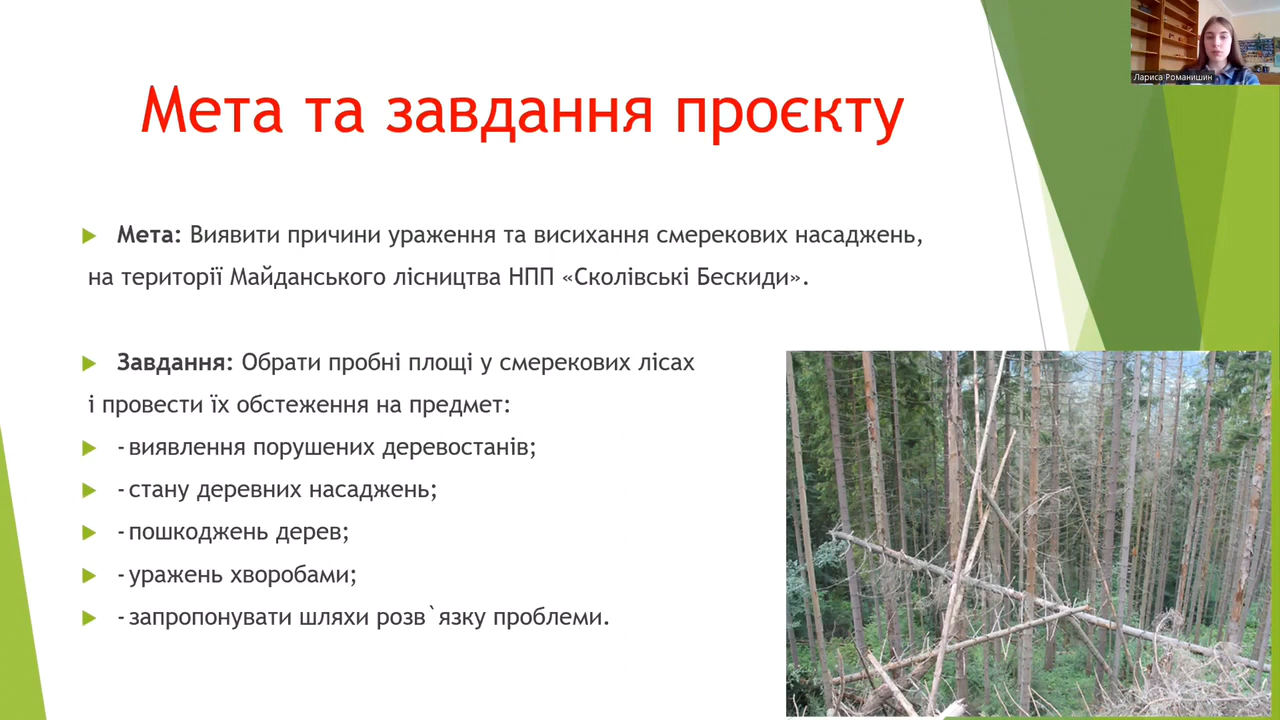 Лариса Романишин
Мета та завдання проєкту
Мета: Виявити причини ураження та висихання смерекових насаджень,
на території Майданського лісництва НПП «Сколівські Бескиди».
Завдання: Обрати пробні площі у смерекових лісах
і провести їх обстеження на предмет:
-виявлення порушених деревостанів;
-стану деревних насаджень;
-пошкоджень дерев;
-уражень хворобами;
-запропонувати шляхи розв`язку проблеми.